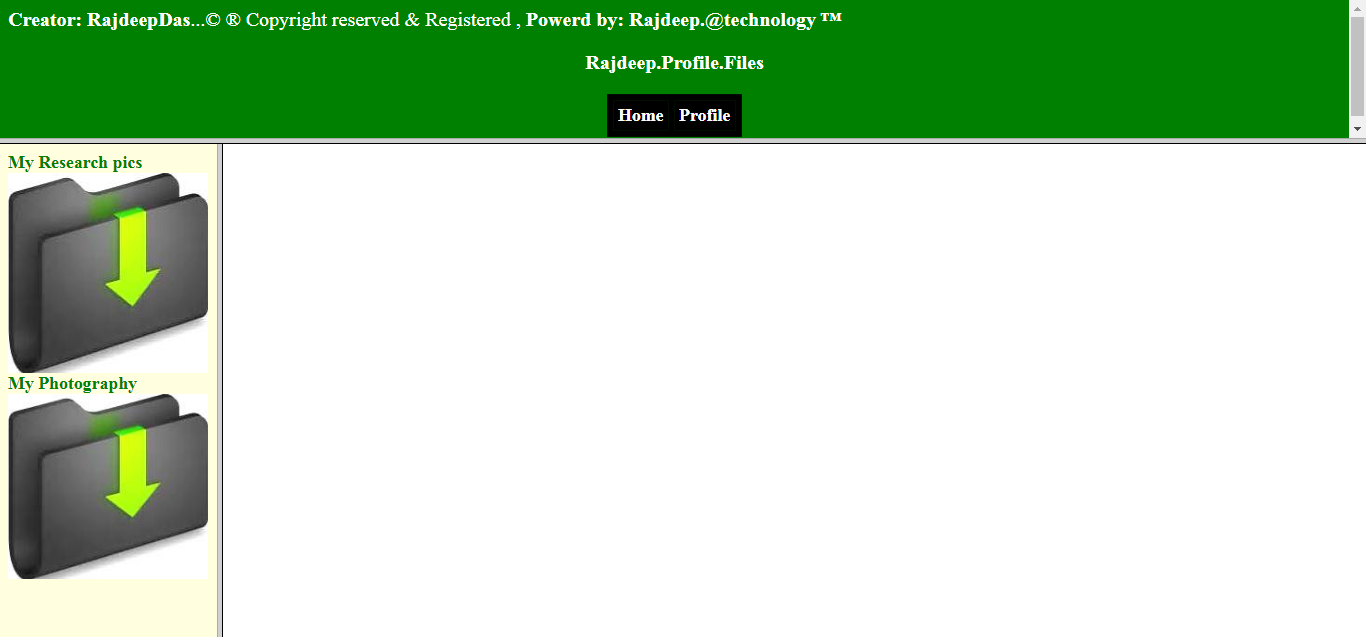 Creator: RajdeepDas...© ® Copyright reserved & Registered , Powerd by: Rajdeep.@technology ™
Rajdeep.Profile.Files
Home Profile
My Research pics
My Photography